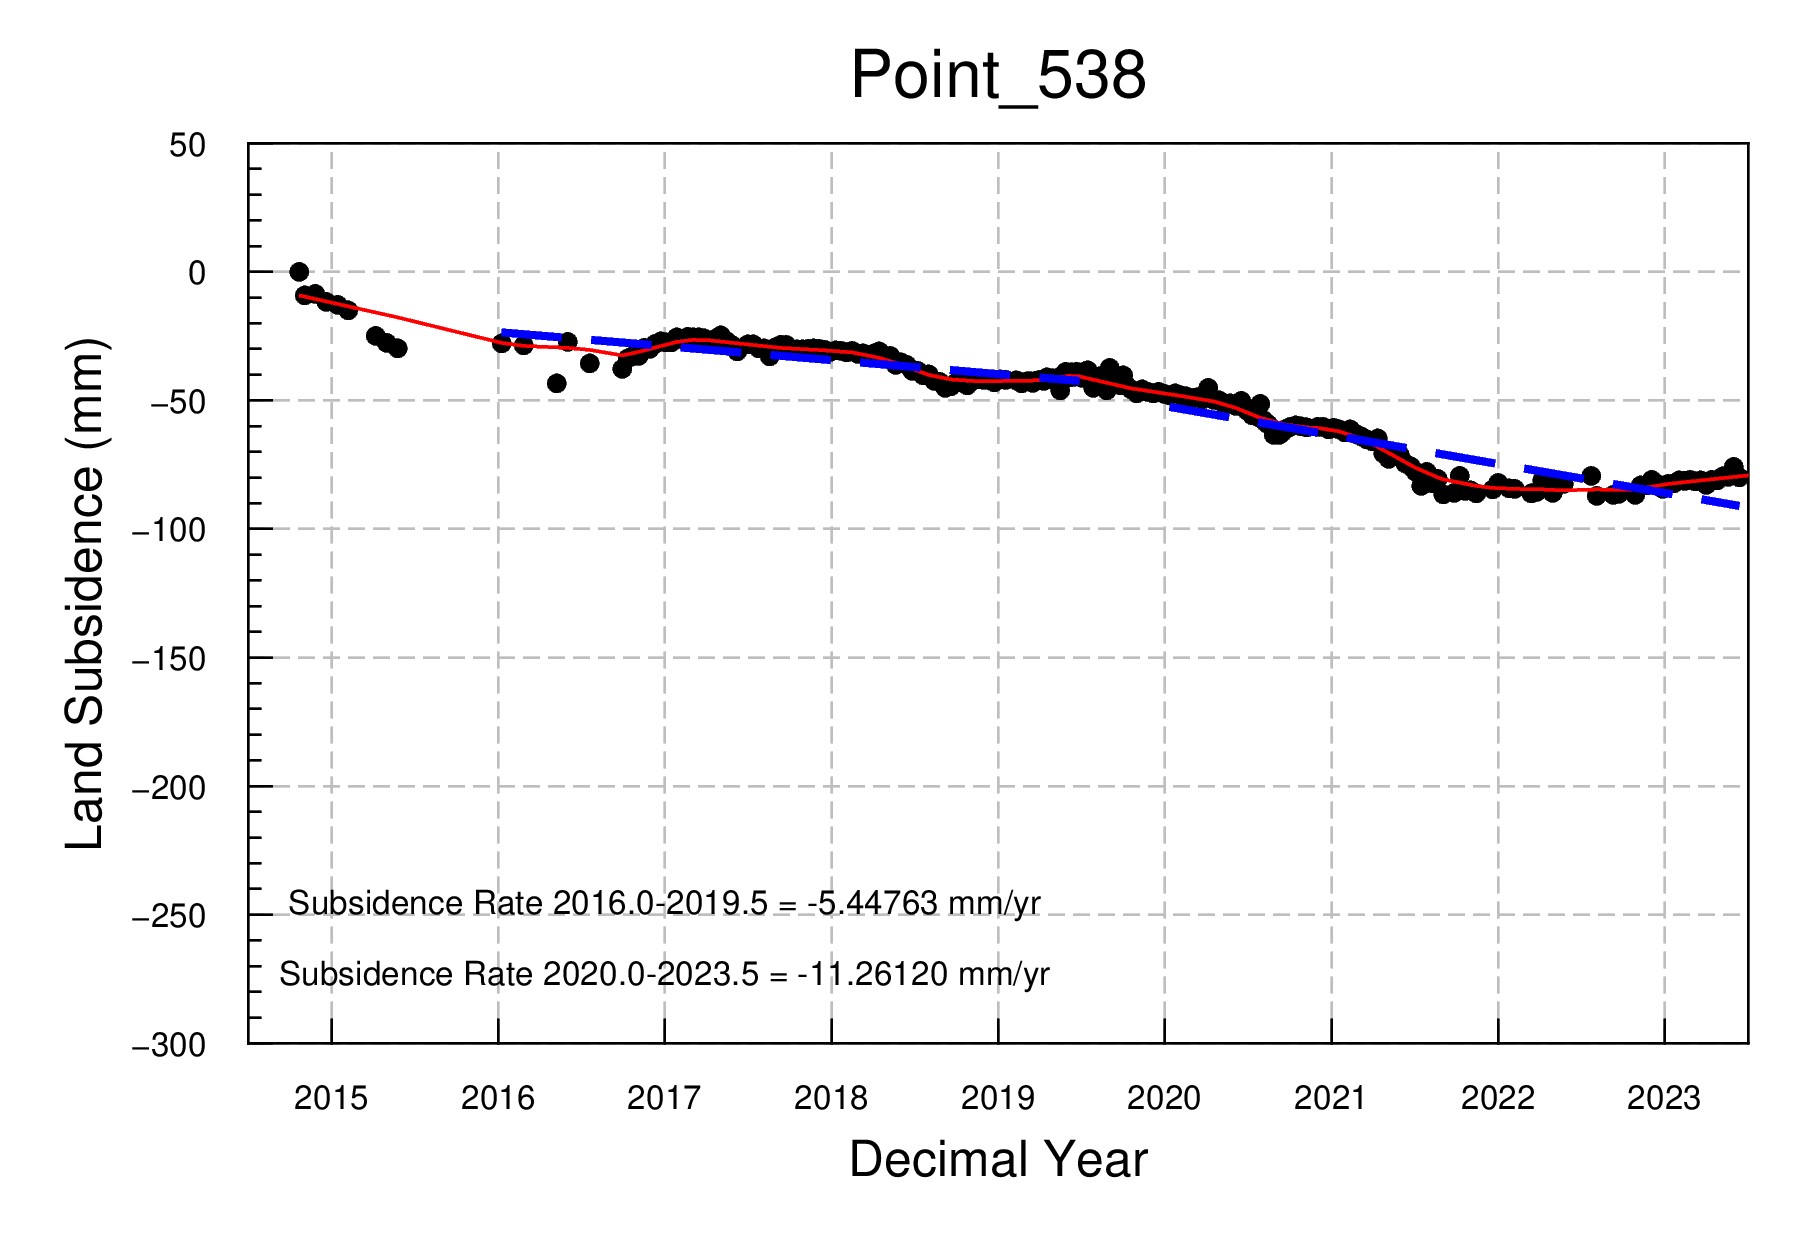 Point_538
50
0
−50
−100
−150
−200
−250
−300
Land Subsidence (mm)
Subsidence Rate 2016.0-2019.5 = -5.44763 mm/yr
Subsidence Rate 2020.0-2023.5 = -11.26120 mm/yr
2015 2016 2017 2018 2019 2020 2021 2022 2023
Decimal Year